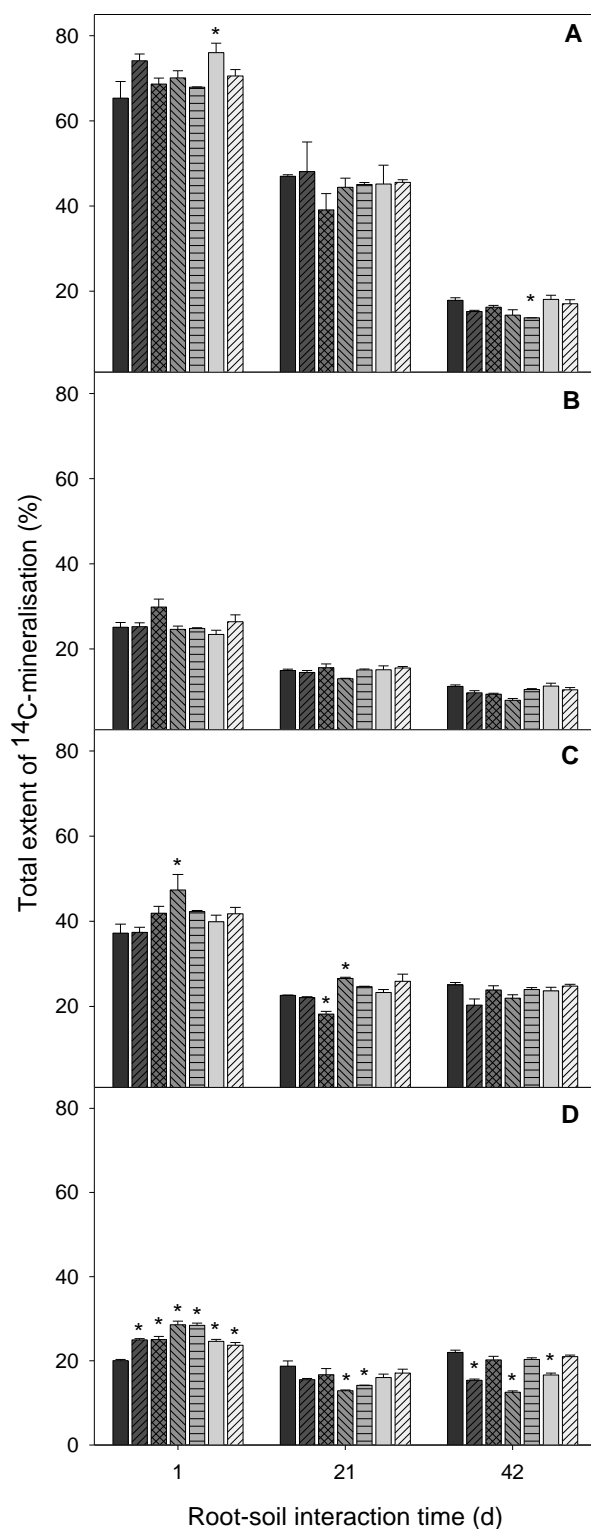 A
80
60
40
20
*
*
B
80
60
40
20
C
80
60
40
20
*
*
*
D
80
60
40
20
0
* * * * * *
* *
* * *
1 21 42
Total extent of ¹⁴C-mineralisation (%)
Root-soil interaction time (d)